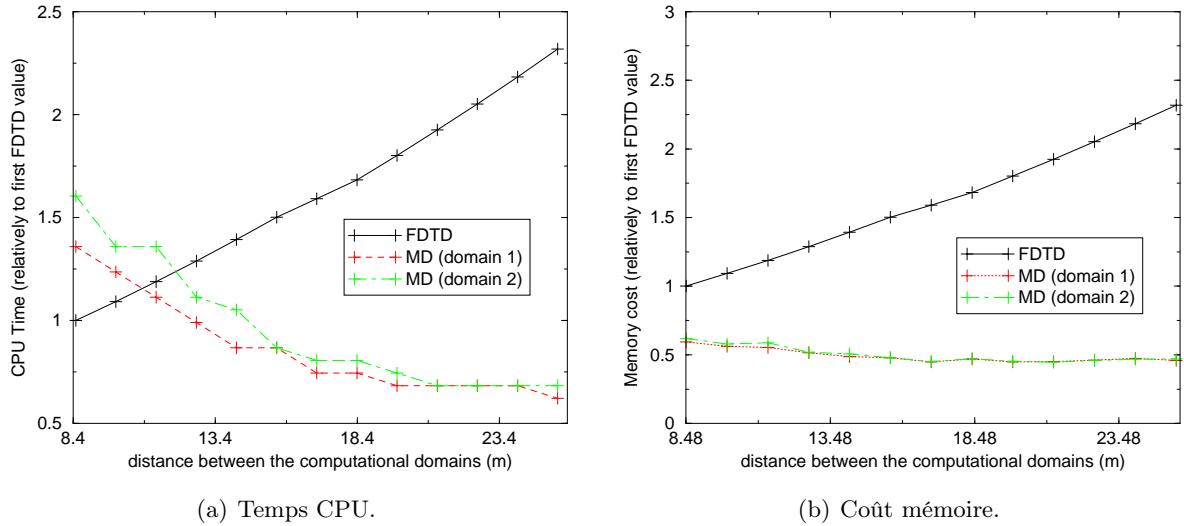 2.5
2
1.5
1
0.5
8.4
13.4
18.4
23.4
CPU Time (relatively to first FDTD value)
distance between the computational domains (m)
FDTD
MD (domain 1)
MD (domain 2)
(a) Temps CPU.
3
2.5
2
1.5
1
0.5
0
8.48
13.48
18.48
23.48
Memory cost (relatively to first FDTD value)
distance between the computational domains (m)
FDTD
MD (domain 1)
MD (domain 2)
(b) Coût mémoire.